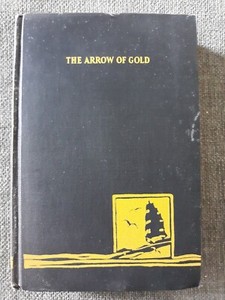 THE ARROW OF GOLD